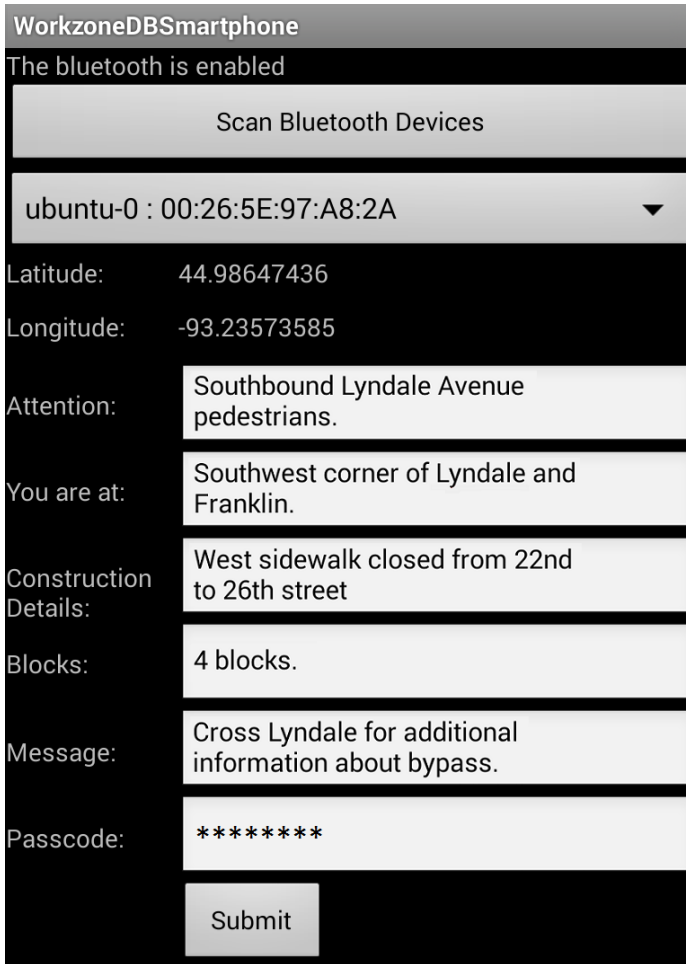 WorkzoneDBSmartphone
The bluetooth is enabled
Scan Bluetooth Devices
ubuntu-0 : 00:26:5E:97:A8:2A
Latitude: 44.98647436
Longitude: -93.23573585
Attention: Southbound Lyndale Avenue
pedestrians.
You are at: Southwest corner of Lyndale and
Franklin.
Construction
Details: West sidewalk closed from 22nd
to 26th street
Blocks: 4 blocks.
Message: Cross Lyndale for additional
information about bypass.
Passcode: ********
Submit